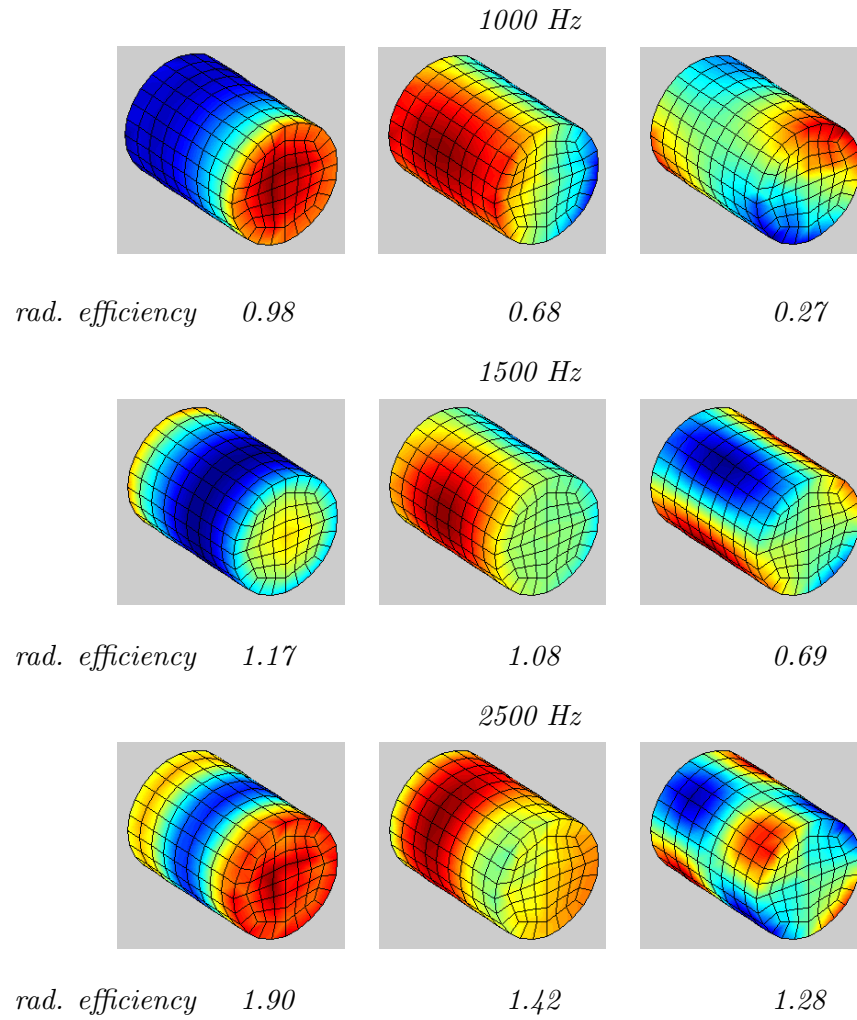 1000 Hz
rad. efficiency 0.98 0.68 0.27
1500 Hz
rad. efficiency 1.17 1.08 0.69
2500 Hz
rad. efficiency 1.90 1.42 1.28